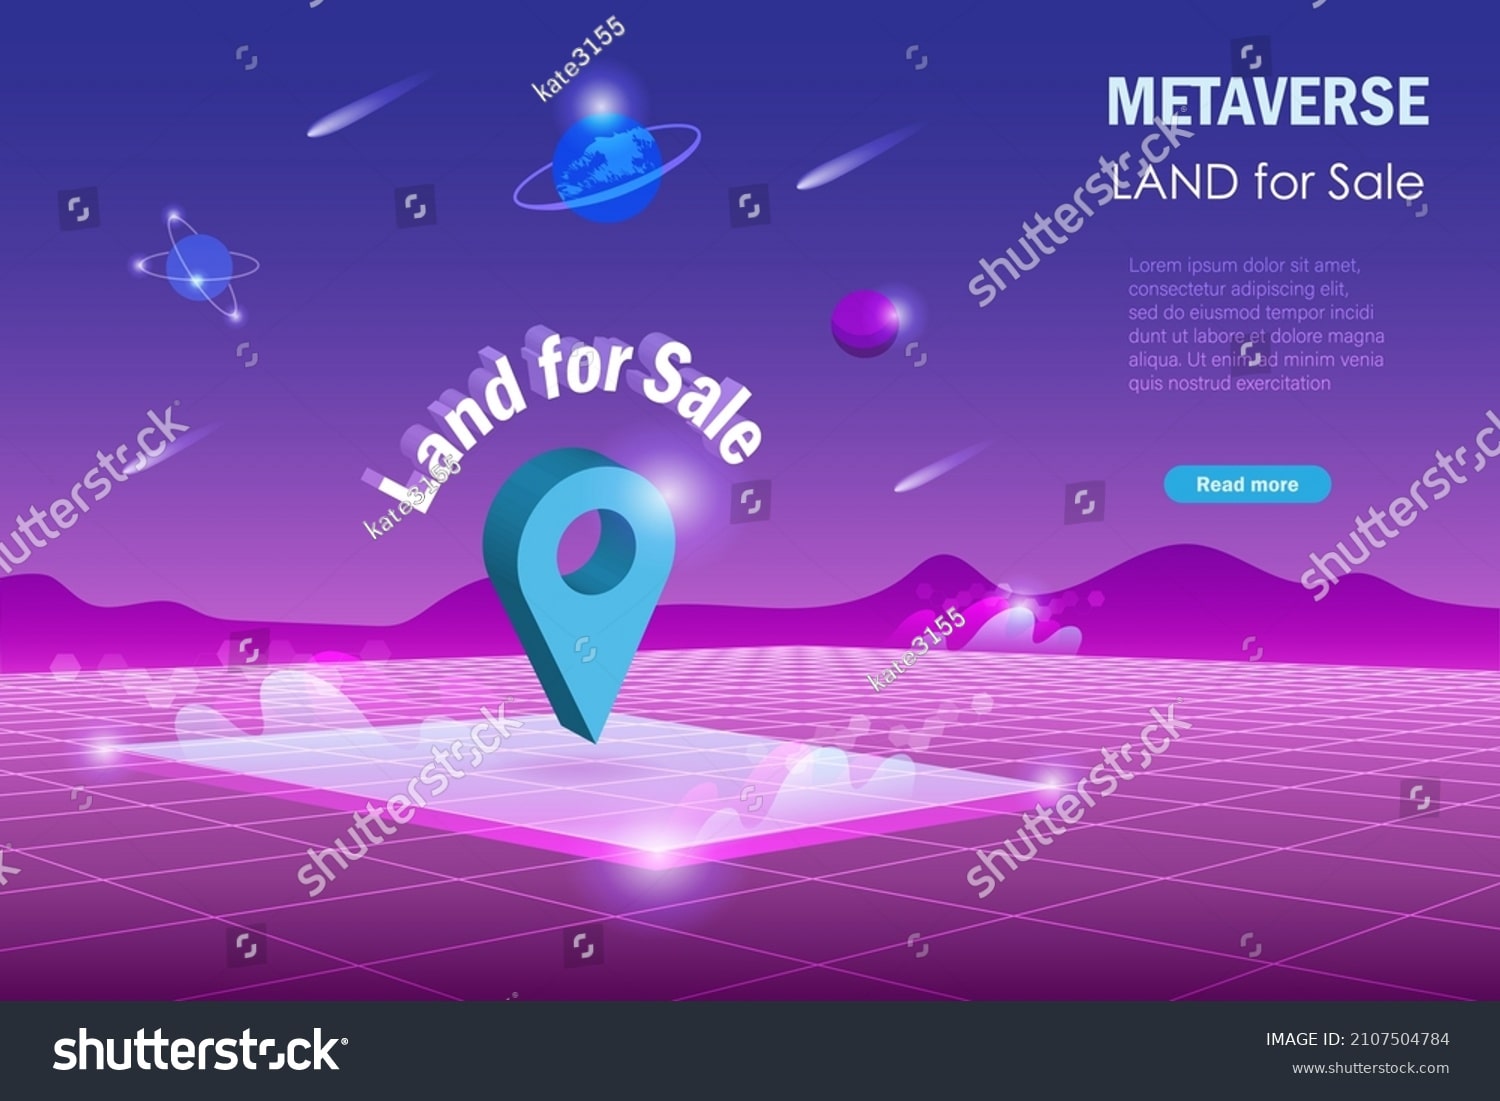 METAVERSE
LAND for Sale
Lorem ipsum dolor sit amet,
consectetur adipiscing elit,
sed do eiusmod tempor incidi
dunt ut labore et dolore magna
aliqua. Ut enim ad minim venia
quis nostrud exercitation
Read more
Land for Sale
kate3155
kate3155
kate3155
shutterstock
shutterstock
shutterstock
shutterstock
shutterstock
shutterstock®
IMAGE ID: 2107504784
www.shutterstock.com